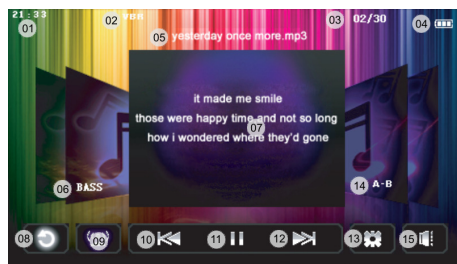 21:33
01
02 VBR
03 02/30
04
05 yesterday once more.mp3
it made me smile
those were happy time and not so long
07
how i wondered where they'd gone
06 BASS
14 A-B
08
09
10
11
12
13
15